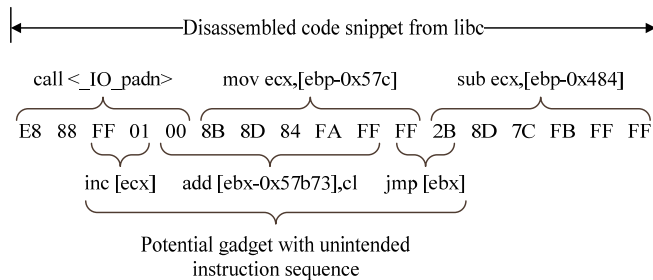 Disassembled code snippet from libc
call <_IO_padn> mov ecx,[ebp-0x57c] sub ecx,[ebp-0x484]
E8 88 FF 01 00 8B 8D 84 FA FF FF 2B 8D 7C FB FF FF
inc [ecx] add [ebx-0x57b73],cl jmp [ebx]
Potential gadget with unintended
instruction sequence